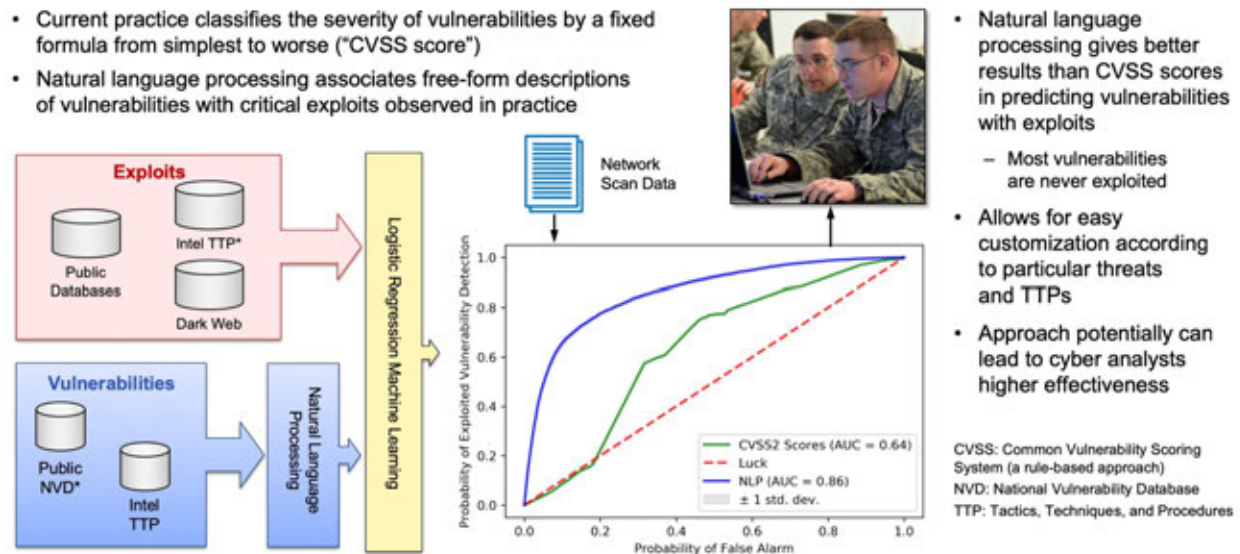 • Current practice classifies the severity of vulnerabilities by a fixed
formula from simplest to worse (“CVSS score”)
• Natural language processing associates free-form descriptions
of vulnerabilities with critical exploits observed in practice
Exploits
Public
Databases
Intel TTP*
Dark Web
Vulnerabilities
Public
NVD*
Intel
TTP
Natural Language
Processing
Logistic Regression Machine Learning
Network
Scan Data
Probability of Exploited Vulnerability Detection
1.0
0.8
0.6
0.4
0.2
0.0
CVSS2 Scores (AUC = 0.64)
Luck
NLP (AUC = 0.86)
± 1 std. dev.
0.0 0.2 0.4 0.6 0.8 1.0
Probability of False Alarm
• Natural language
processing gives better
results than CVSS scores
in predicting vulnerabilities
with exploits
– Most vulnerabilities
are never exploited
• Allows for easy
customization according
to particular threats
and TTPs
• Approach potentially can
lead to cyber analysts
higher effectiveness
CVSS: Common Vulnerability Scoring
System (a rule-based approach)
NVD: National Vulnerability Database
TTP: Tactics, Techniques, and Procedures